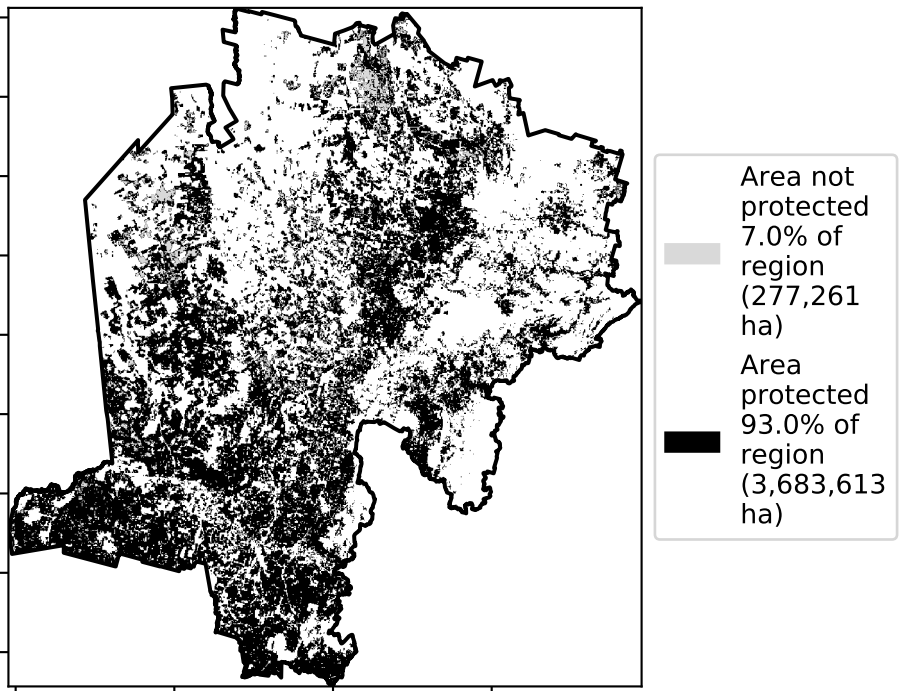 Area not
protected
7.0% of
region
(277,261
ha)
Area
protected
93.0% of
region
(3,683,613
ha)